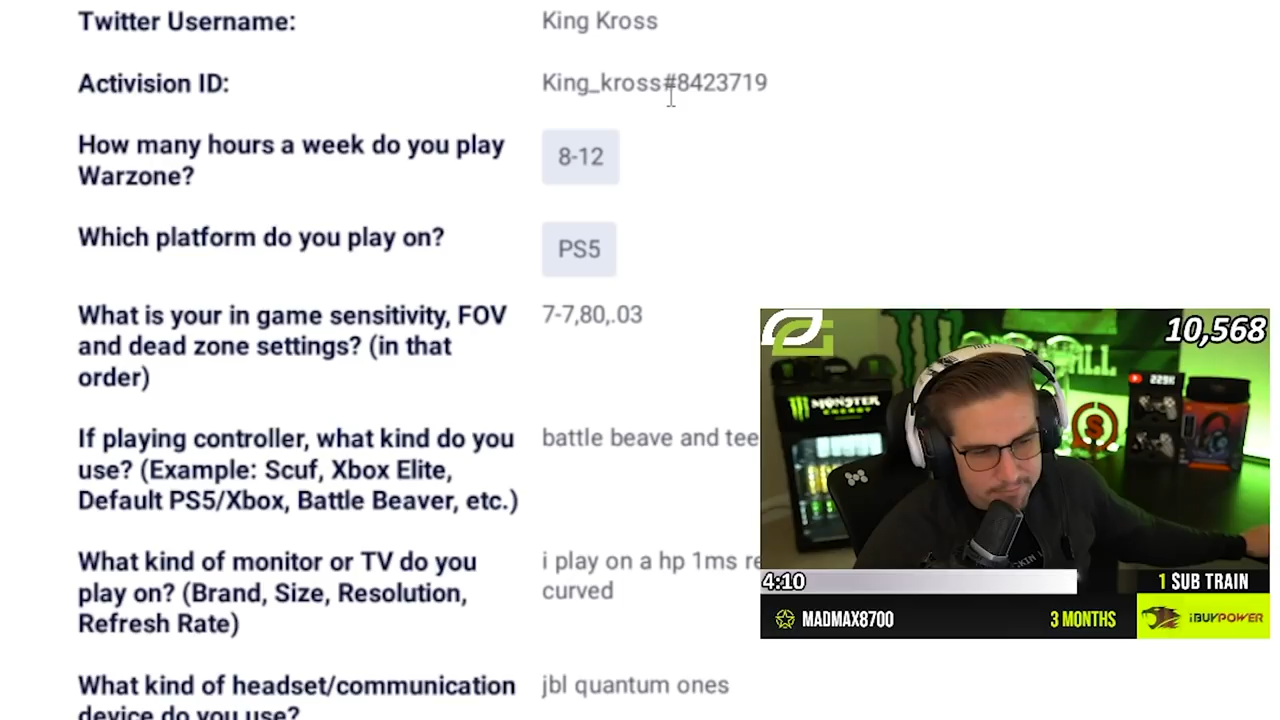 Twitter Username:
King Kross
Activision ID:
King_kross#8423719
How many hours a week do you play
Warzone?
8-12
Which platform do you play on?
PS5
What is your in game sensitivity, FOV
and dead zone settings? (in that
order)
7-7,80,.03
If playing controller, what kind do you
use? (Example: Scuf, Xbox Elite,
Default PS5/Xbox, Battle Beaver, etc.)
battle beave and tee
What kind of monitor or TV do you
play on? (Brand, Size, Resolution,
Refresh Rate)
i play on a hp 1ms re
curved
What kind of headset/communication
device do you use?
jbl quantum ones
10,568
MONSTER
ENERGY
229K
4:10
1 SUB TRAIN
MADMAX8700
3 MONTHS
iBUYPOWER